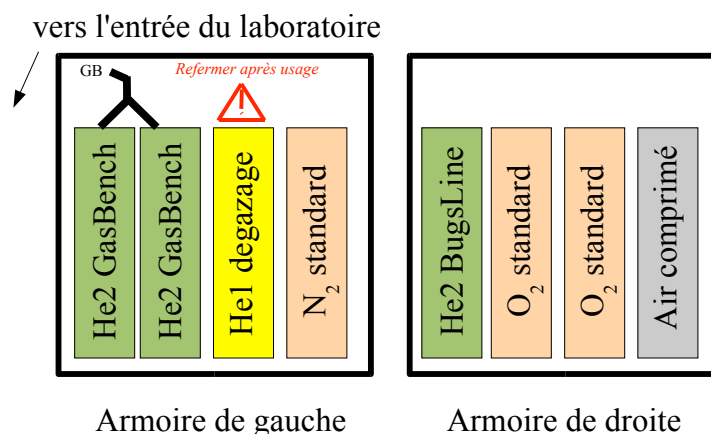 vers l'entrée du laboratoire
GB
Refermer après usage
!
He2 GasBench
He2 GasBench
He1 degazage
N₂ standard
He2 BugsLine
O₂ standard
O₂ standard
Air comprimé
Armoire de gauche
Armoire de droite